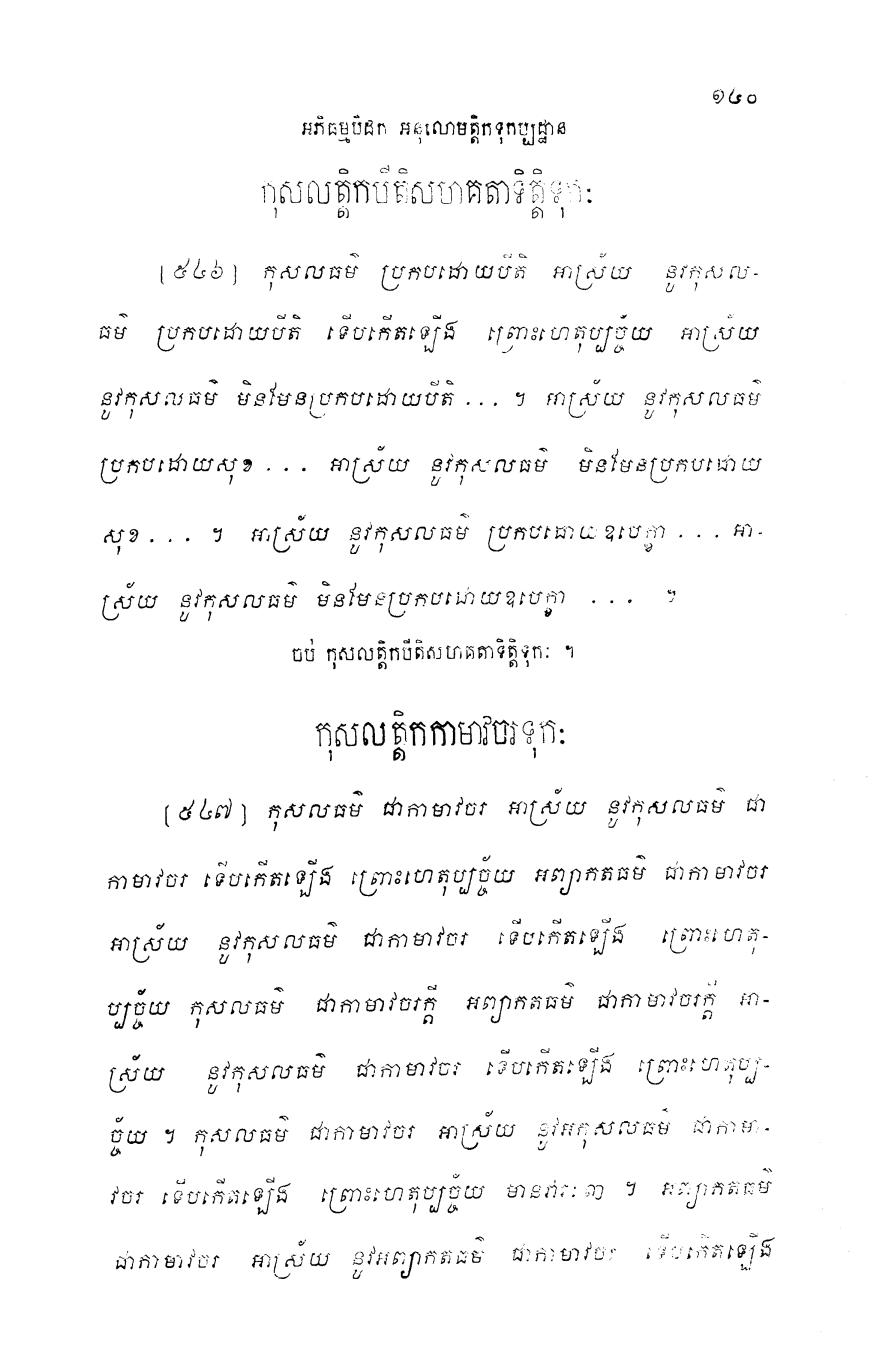 ១៤០
អភិធម្មបិដក អនុលោមត្តិកទុកប្បដ្ឋាន
កុសលត្តិកបីតិសហគតាទិត្តិទុកៈ
[៥៤៦] កុសលធម៌ ប្រកបដោយបីតិ អាស្រ័យ នូវកុសល-
ធម៌ ប្រកបដោយបីតិ ទើបកើតឡើង ព្រោះហេតុប្បច្ច័យ អាស្រ័យ
នូវកុសលធម៌ មិនមែនប្រកបដោយបីតិ ... ។ អាស្រ័យ នូវកុសលធម៌
ប្រកបដោយសុខ ... អាស្រ័យ នូវកុសលធម៌ មិនមែនប្រកបដោយ
សុខ ... ។ អាស្រ័យ នូវកុសលធម៌ ប្រកបដោយឧបេក្ខា ... អា-
ស្រ័យ នូវកុសលធម៌ មិនមែនប្រកបដោយឧបេក្ខា ... ។
ចប់ កុសលត្តិកបីតិសហគតាទិត្តិទុកៈ ។
កុសលត្តិកកាមាវចរទុកៈ
[៥៤៧] កុសលធម៌ ជាកាមាវចរ អាស្រ័យ នូវកុសលធម៌ ជា
កាមាវចរ ទើបកើតឡើង ព្រោះហេតុប្បច្ច័យ អព្យាកតធម៌ ជាកាមាវចរ
អាស្រ័យ នូវកុសលធម៌ ជាកាមាវចរ ទើបកើតឡើង ព្រោះហេតុ-
ប្បច្ច័យ កុសលធម៌ ជាកាមាវចរក្តី អព្យាកតធម៌ ជាកាមាវចរក្តី អា-
ស្រ័យ នូវកុសលធម៌ ជាកាមាវចរ ទើបកើតឡើង ព្រោះហេតុប្ប-
ច្ច័យ ។ កុសលធម៌ ជាកាមាវចរ អាស្រ័យ នូវអកុសលធម៌ ជាកាមា-
វចរ ទើបកើតឡើង ព្រោះហេតុប្បច្ច័យ មានវារៈ ៣ ។ អព្យាកតធម៌
ជាកាមាវចរ អាស្រ័យ នូវអព្យាកតធម៌ ជាកាមាវចរ ទើបកើតឡើង